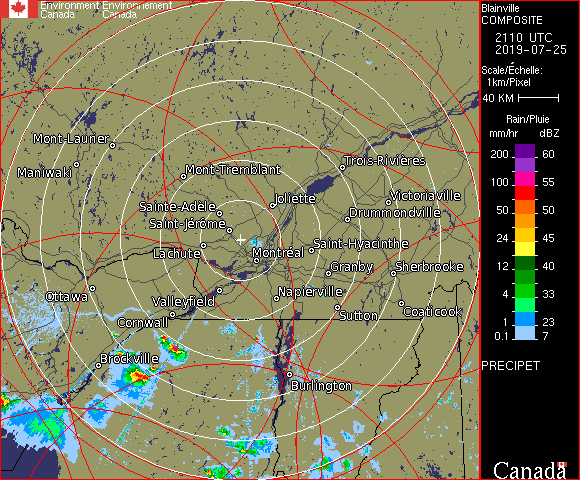 Environment Environnement
Canada Canada
Blainville
COMPOSITE
2110 UTC
2019-07-25
Scale/Échelle:
1km/Pixel
40 KM
Rain/Pluie
mm/hr dBZ
200 60
100 55
50 50
24 45
12 40
4 33
1 23
0.1 7
PRECIPET
Canada
Mont-Laurier
Maniwaki
Mont-Tremblant
Trois-Rivières
Joliette
Victoriaville
Sainte-Adèle
Drummondville
Saint-Jérôme
Saint-Hyacinthe
Lachute
Montréal
Granby
Sherbrooke
Ottawa
Valleyfield
Napierville
Cornwall
Sutton
Coaticook
Brockville
Burlington